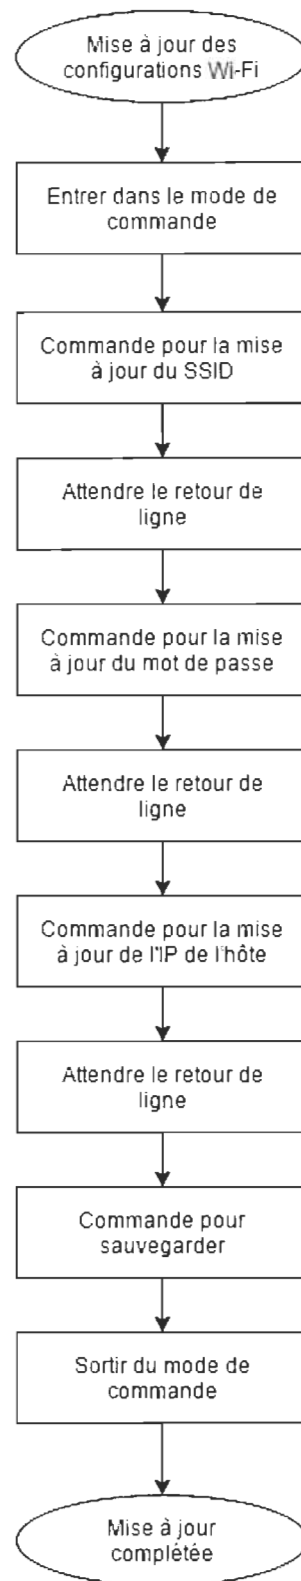 Mise à jour des
configurations Wi-Fi
Entrer dans le mode de
commande
Commande pour la mise
à jour du SSID
Attendre le retour de
ligne
Commande pour la mise
à jour du mot de passe
Attendre le retour de
ligne
Commande pour la mise
à jour de l'IP de l'hôte
Attendre le retour de
ligne
Commande pour
sauvegarder
Sortir du mode de
commande
Mise à jour
complétée